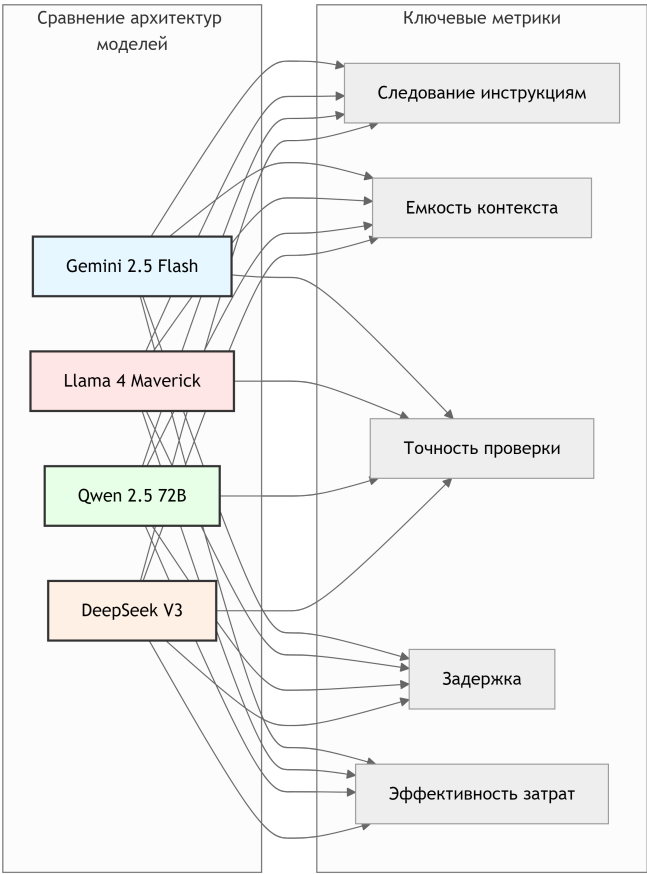 Сравнение архитектур
моделей
Gemini 2.5 Flash
Llama 4 Maverick
Qwen 2.5 72B
DeepSeek V3
Ключевые метрики
Следование инструкциям
Емкость контекста
Точность проверки
Задержка
Эффективность затрат